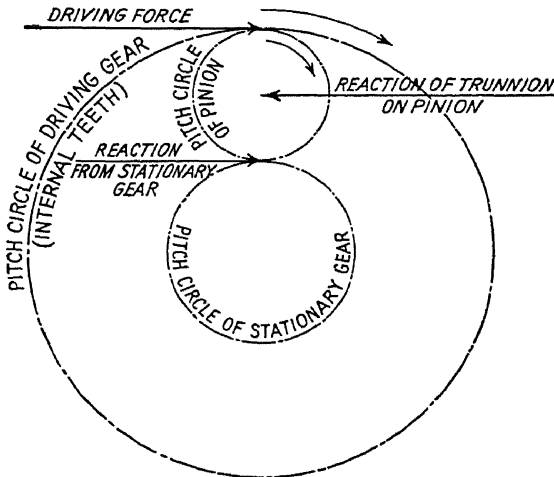 DRIVING FORCE
PITCH CIRCLE OF DRIVING GEAR
(INTERNAL TEETH)
PITCH CIRCLE
OF PINION
REACTION OF TRUNNION
ON PINION
REACTION
FROM STATIONARY
GEAR
PITCH CIRCLE OF STATIONARY GEAR